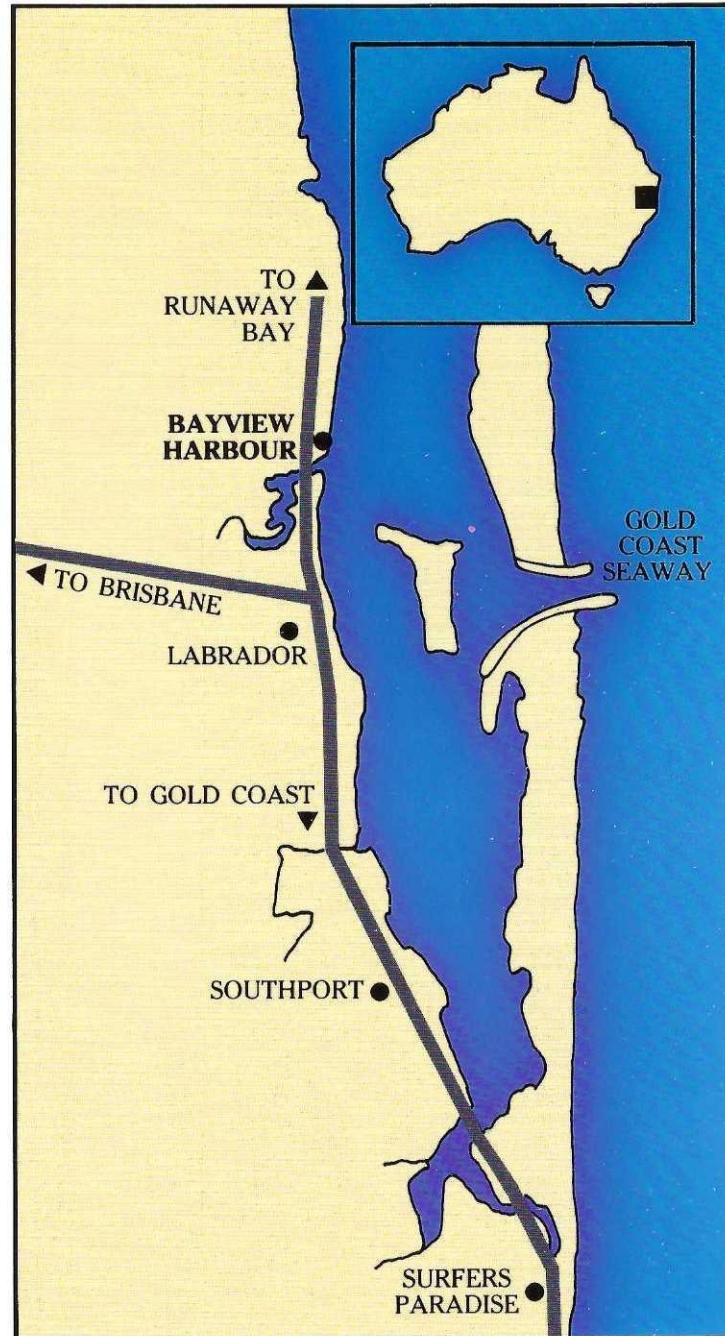 TO
RUNAWAY
BAY
BAYVIEW
HARBOUR
GOLD
COAST
SEAWAY
TO BRISBANE
LABRADOR
TO GOLD COAST
SOUTHPORT
SURFERS
PARADISE